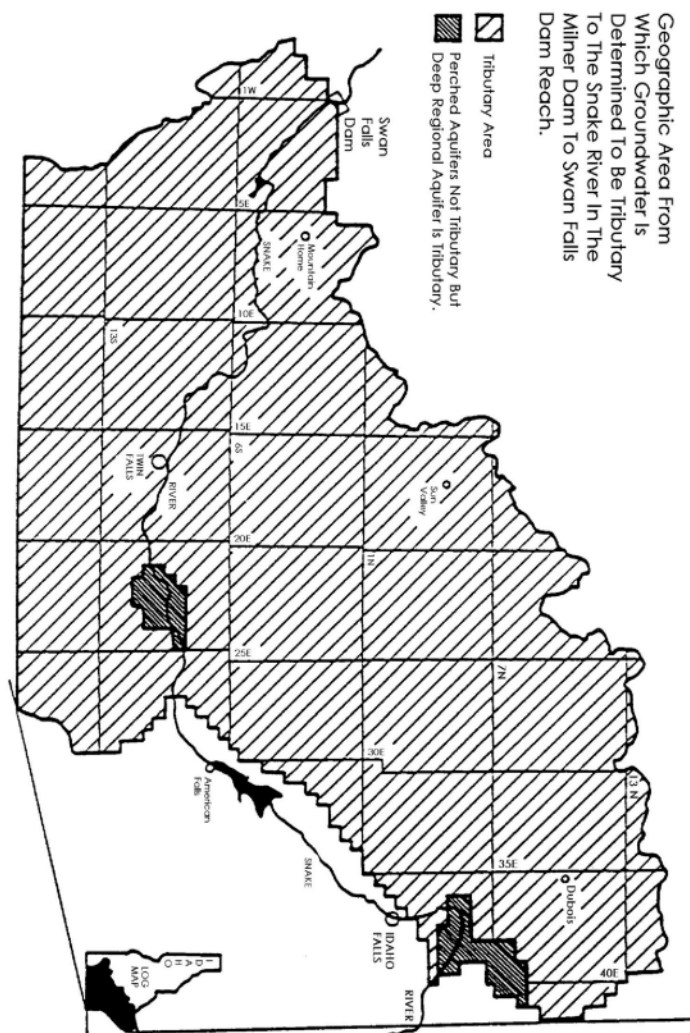 Geographic Area From
Which Groundwater Is
Determined To Be Tributary
To The Snake River In The
Milner Dam To Swan Falls
Dam Reach.
Tributary Area
Perched Aquifers Not Tributary But
Deep Regional Aquifer Is Tributary.
13 N
Dubois
40E
35E
7N
Sun
Valley
30E
1N
IDAHO
FALLS
RIVER
SNAKE
American
Falls
Mountain
Home
Swan
Falls
Dam
1W
5E
SNAKE
10E
15E
6S
20E
25E
13S
TWIN
FALLS
RIVER
IDAHO
LOG
MAP